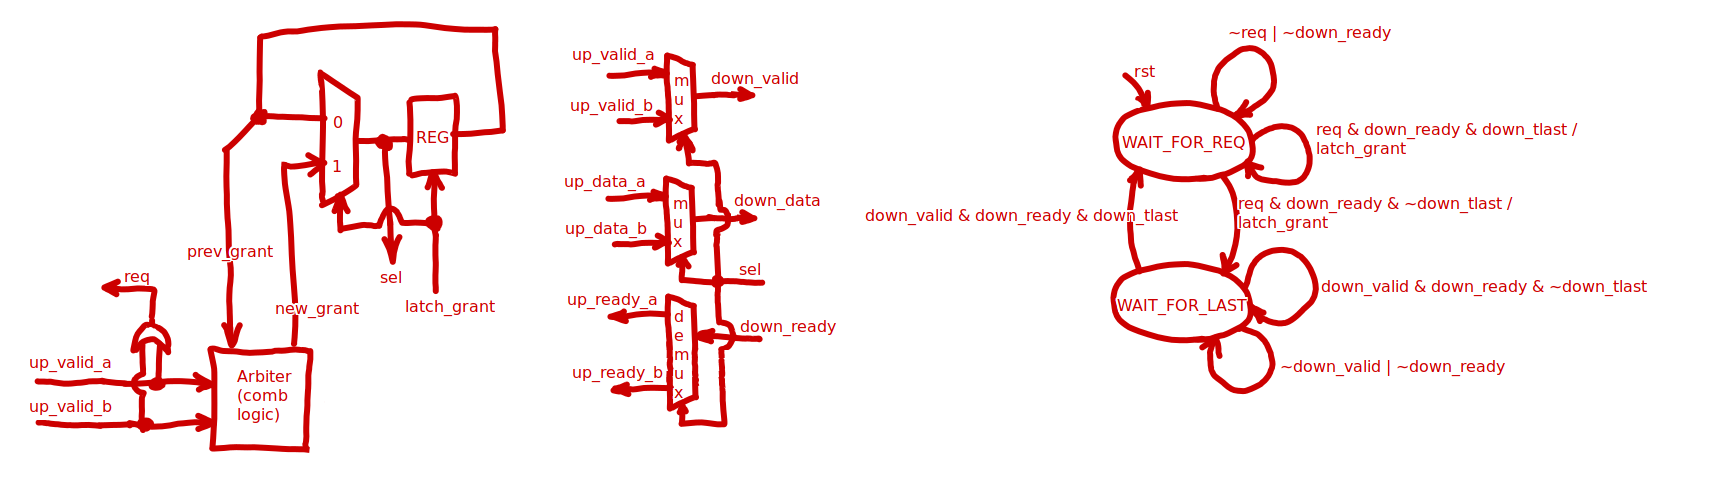 0
1
REG
prev_grant
sel
new_grant
latch_grant
req
up_valid_a
up_valid_b
Arbiter
(comb
logic)
up_valid_a
up_valid_b
m
u
x
down_valid
up_data_a
up_data_b
m
u
x
down_data
sel
up_ready_a
up_ready_b
d
e
m
u
x
down_ready
~req | ~down_ready
rst
WAIT_FOR_REQ
req & down_ready & down_tlast /
latch_grant
down_valid & down_ready & down_tlast
req & down_ready & ~down_tlast /
latch_grant
WAIT_FOR_LAST
down_valid & down_ready & ~down_tlast
~down_valid | ~down_ready